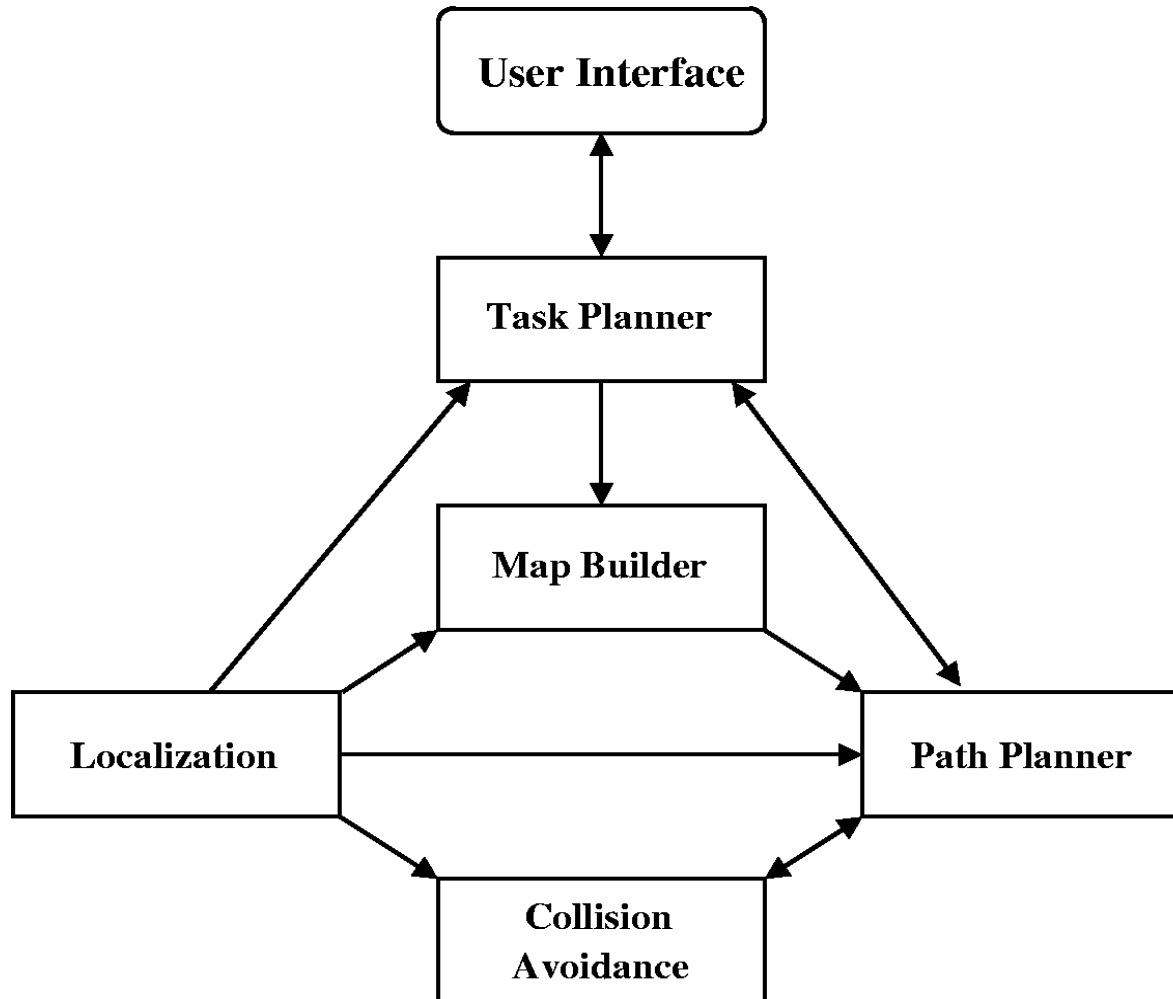 User Interface
Task Planner
Map Builder
Localization
Path Planner
Collision
Avoidance